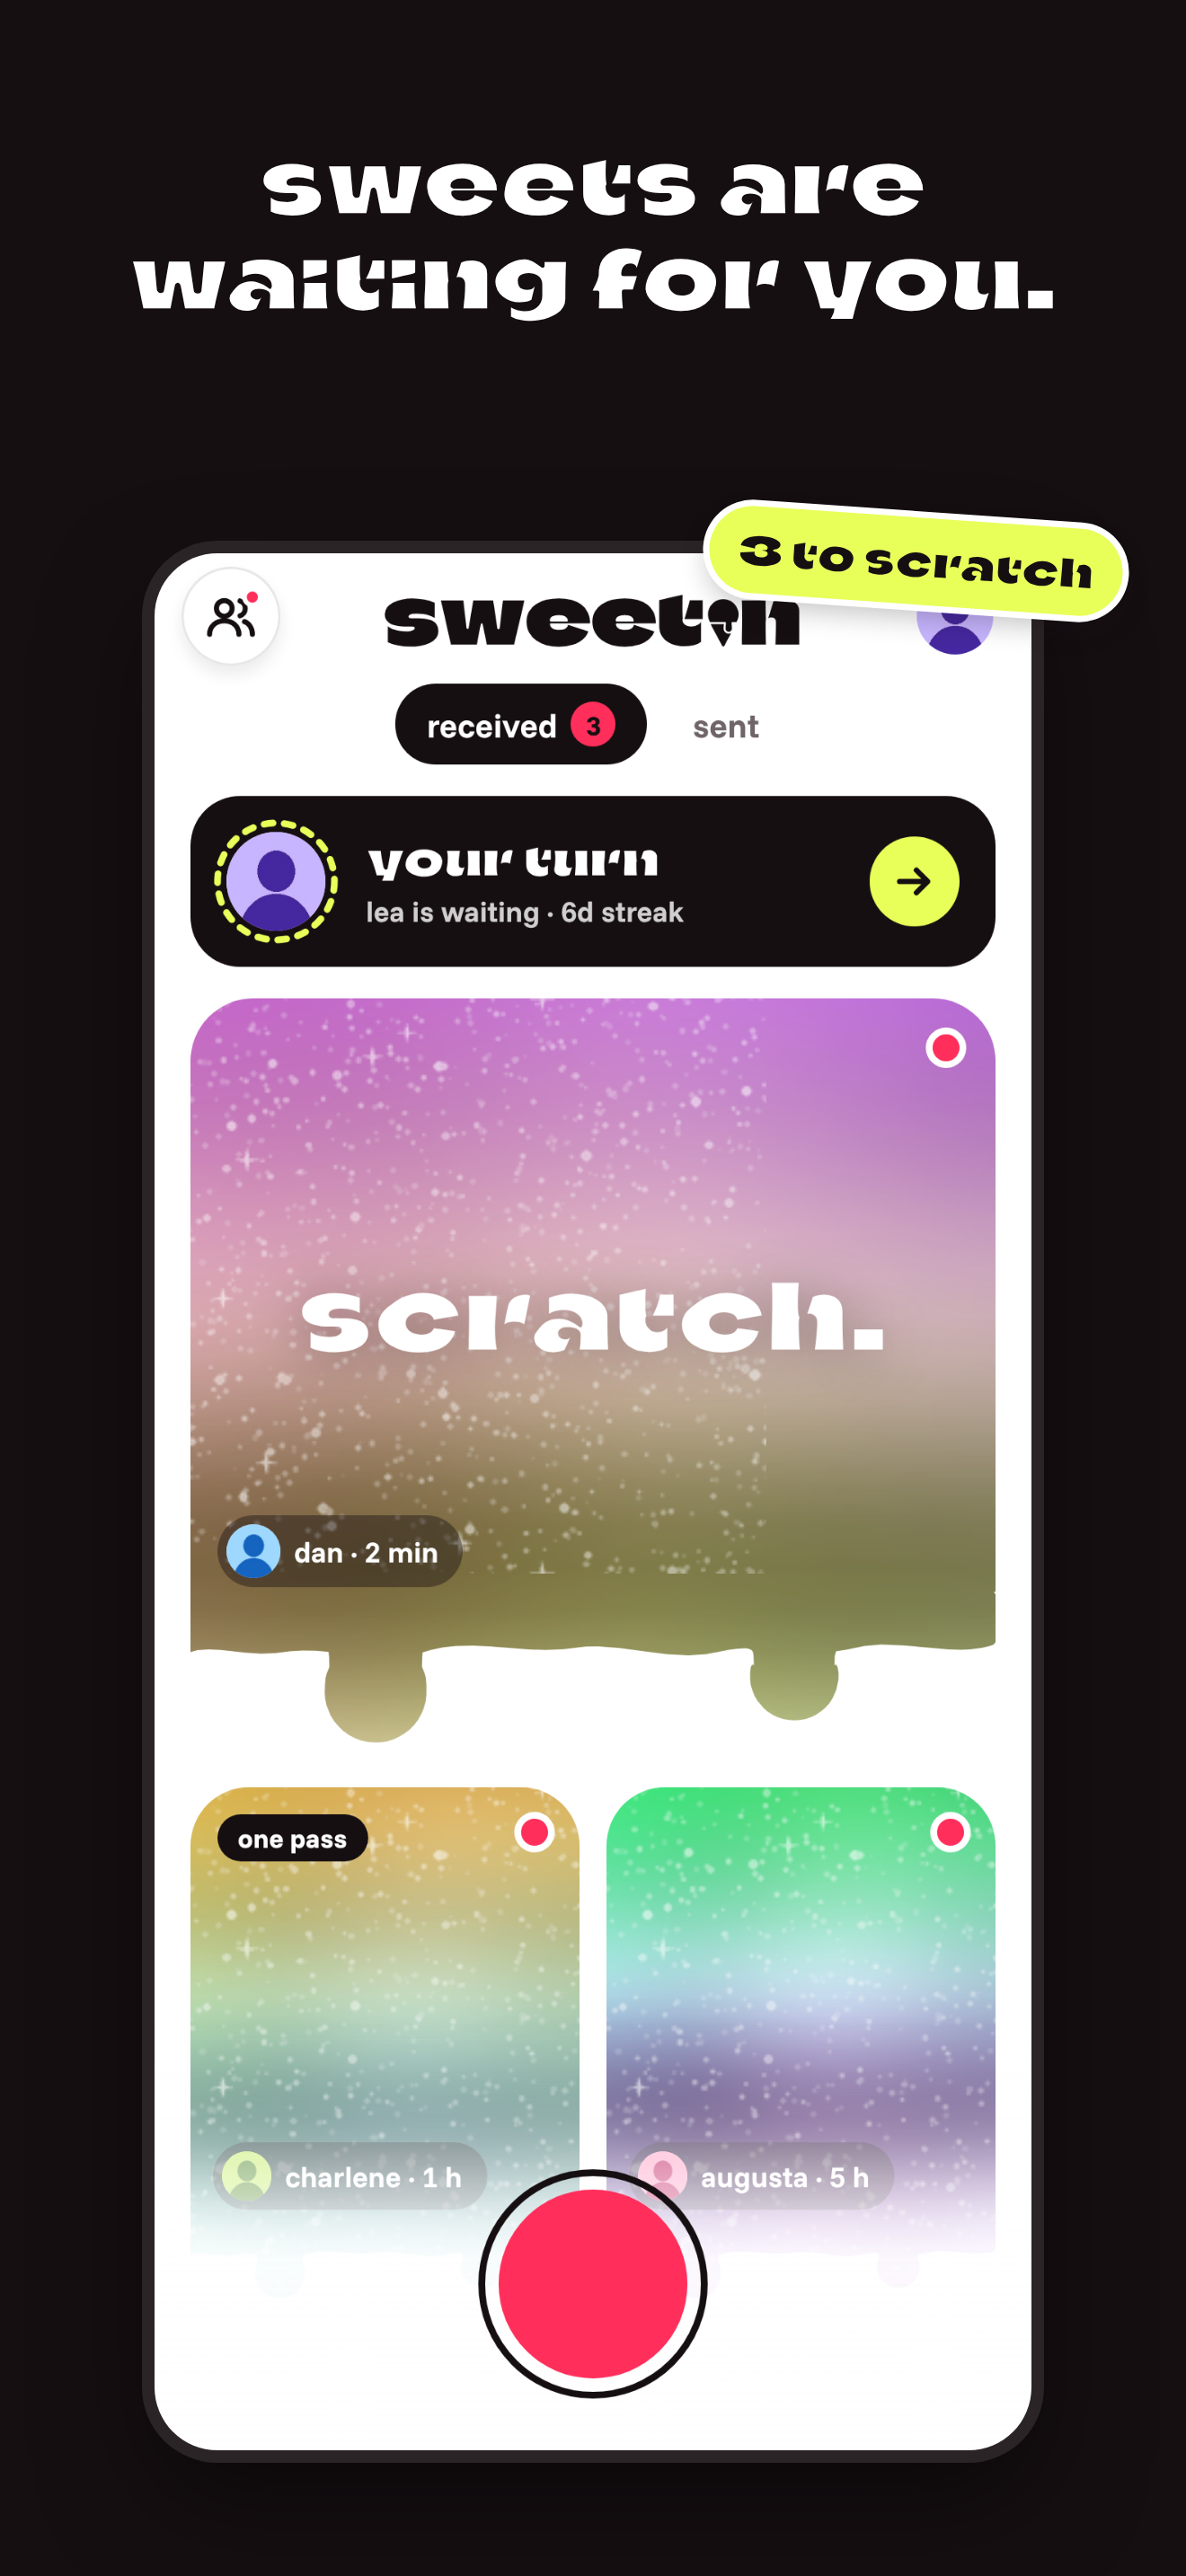 sweets are
waiting for you.
3 to scratch
sweetin
received 3
sent
your turn
lea is waiting · 6d streak
scratch.
dan · 2 min
one pass
charlene · 1 h
augusta · 5 h